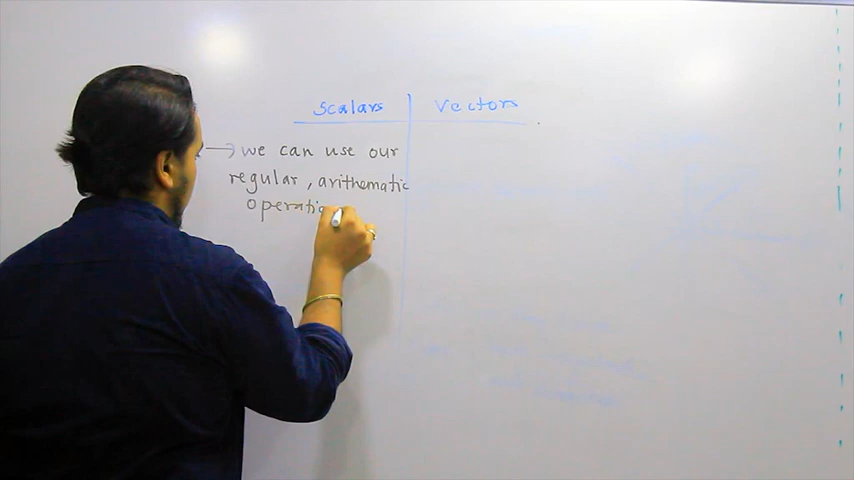 Scalars Vectors
→ we can use our
regular, arithematic
operatio